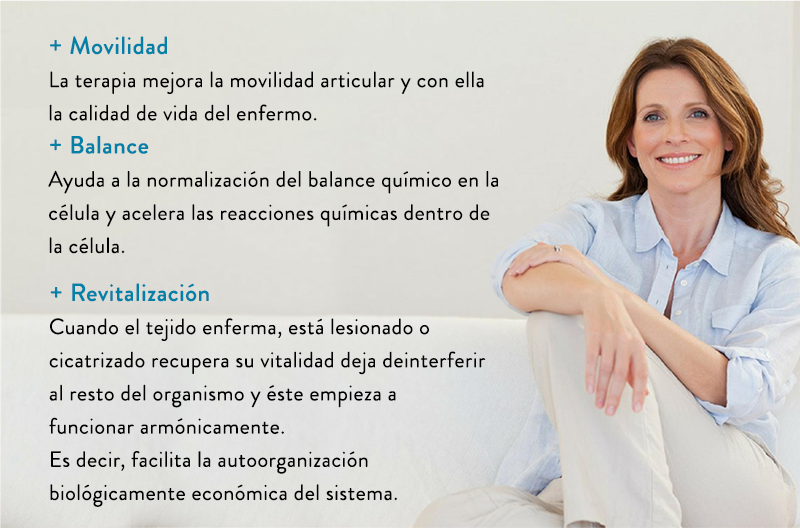 + Movilidad
La terapia mejora la movilidad articular y con ella
la calidad de vida del enfermo.
+ Balance
Ayuda a la normalización del balance químico en la
célula y acelera las reacciones químicas dentro de
la célula.
+ Revitalización
Cuando el tejido enferma, está lesionado o
cicatrizado recupera su vitalidad deja deinterferir
al resto del organismo y éste empieza a
funcionar armónicamente.
Es decir, facilita la autoorganización
biológicamente económica del sistema.